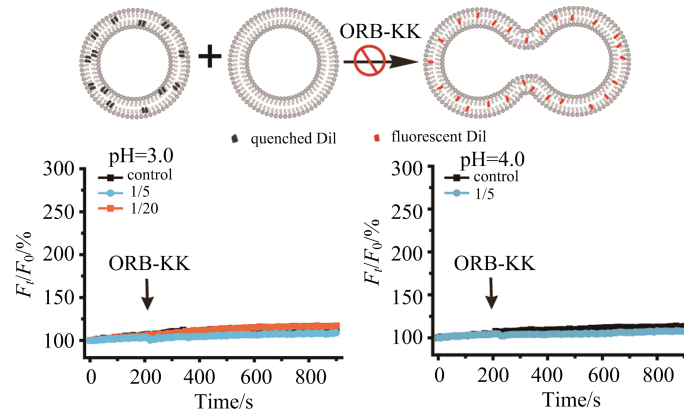 ORB-KK
+
quenched Dil
fluorescent Dil
pH=3.0
control
1/5
1/20
ORB-KK
300
250
200
150
100
Fₜ/F₀/%
0 200 400 600 800
Time/s
pH=4.0
control
1/5
ORB-KK
300
250
200
150
100
Fₜ/F₀/%
0 200 400 600 800
Time/s